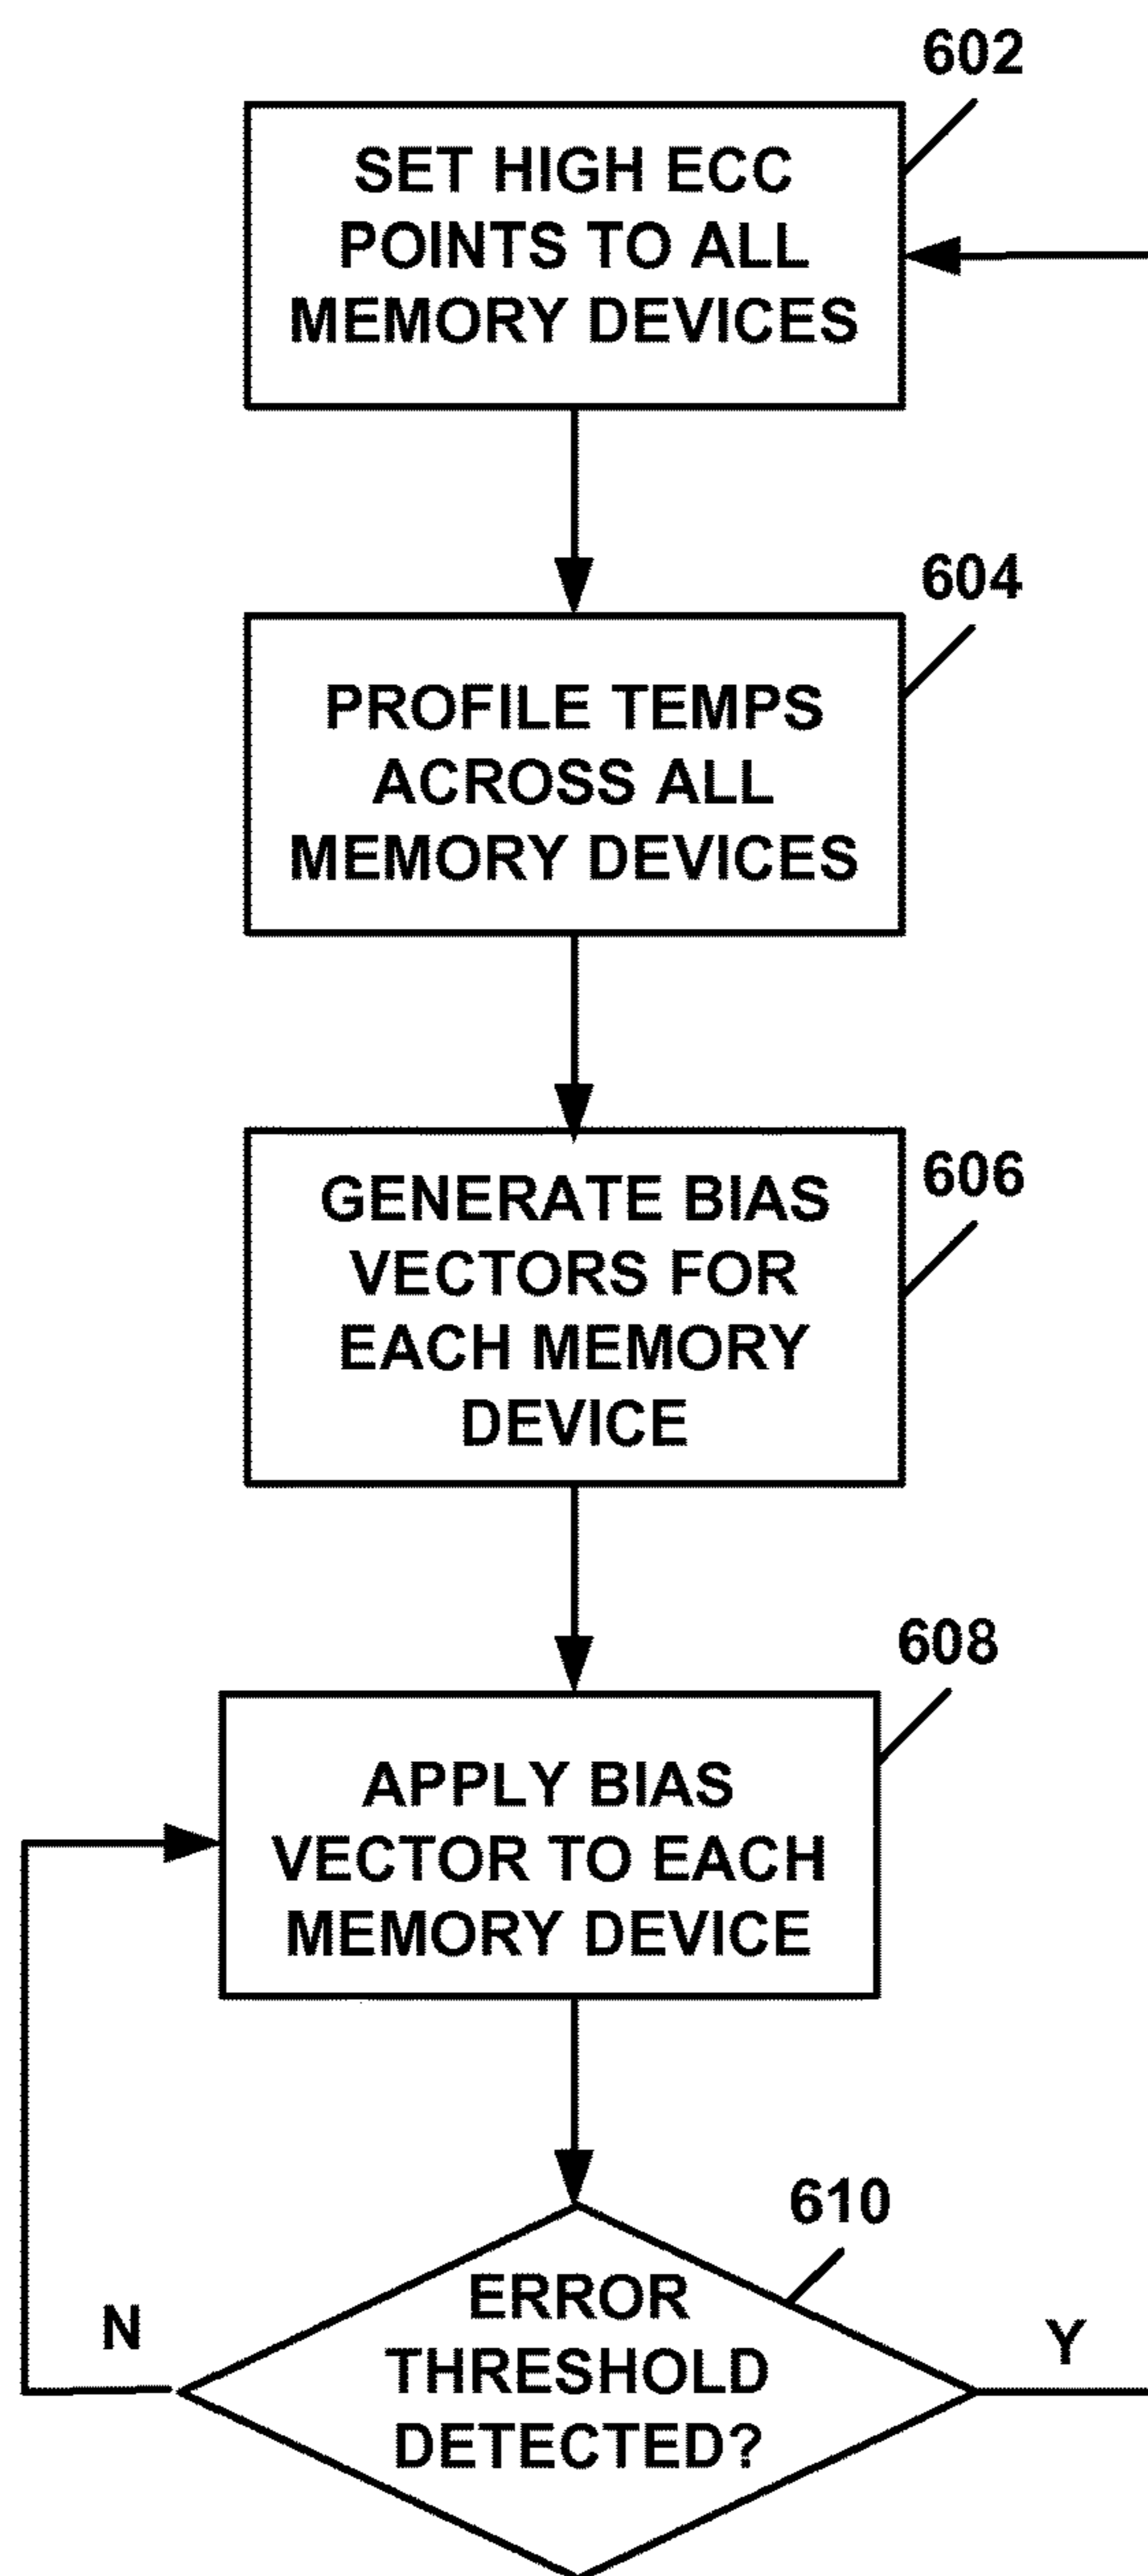 602
SET HIGH ECC
POINTS TO ALL
MEMORY DEVICES
604
PROFILE TEMPS
ACROSS ALL
MEMORY DEVICES
606
GENERATE BIAS
VECTORS FOR
EACH MEMORY
DEVICE
608
APPLY BIAS
VECTOR TO EACH
MEMORY DEVICE
610
ERROR
THRESHOLD
DETECTED?
N
Y